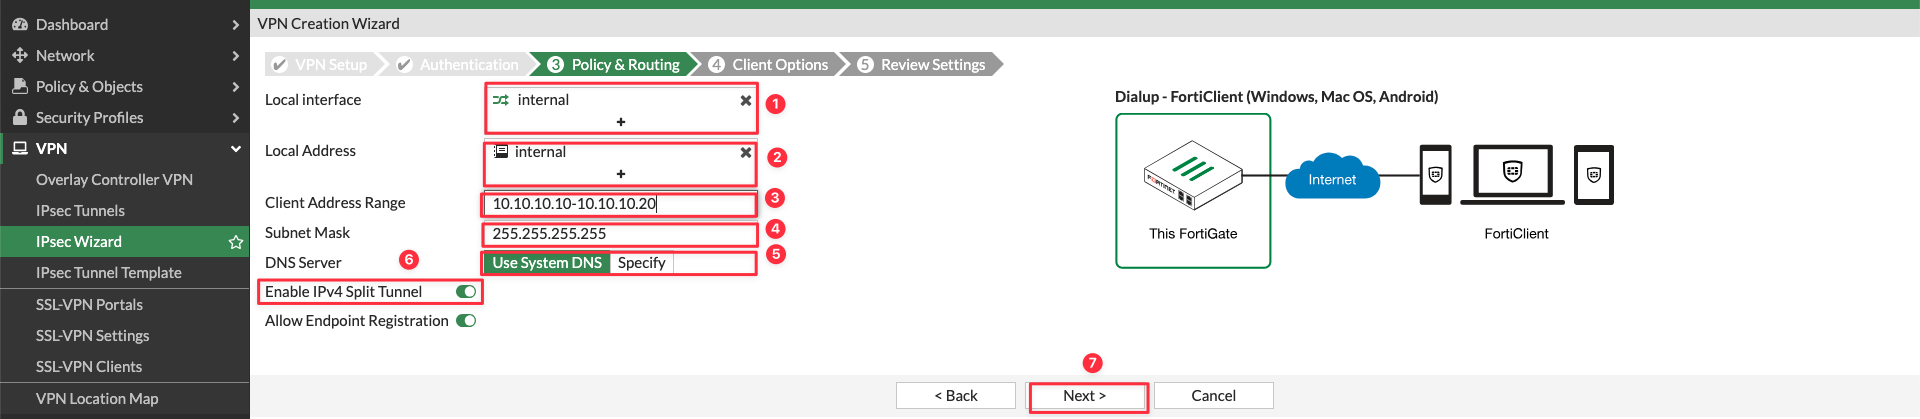 Dashboard
Network
Policy & Objects
Security Profiles
VPN
Overlay Controller VPN
IPsec Tunnels
IPsec Wizard
IPsec Tunnel Template
SSL-VPN Portals
SSL-VPN Settings
SSL-VPN Clients
VPN Location Map
VPN Creation Wizard
VPN Setup Authentication 3 Policy & Routing 4 Client Options 5 Review Settings
Local interface internal 1
+
Local Address internal 2
+
Client Address Range 10.10.10.10-10.10.10.20 3
Subnet Mask 255.255.255.255 4
DNS Server 6 Use System DNS Specify 5
Enable IPv4 Split Tunnel
Allow Endpoint Registration
Dialup - FortiClient (Windows, Mac OS, Android)
FORTINET
Internet
This FortiGate
FortiClient
7
< Back Next > Cancel